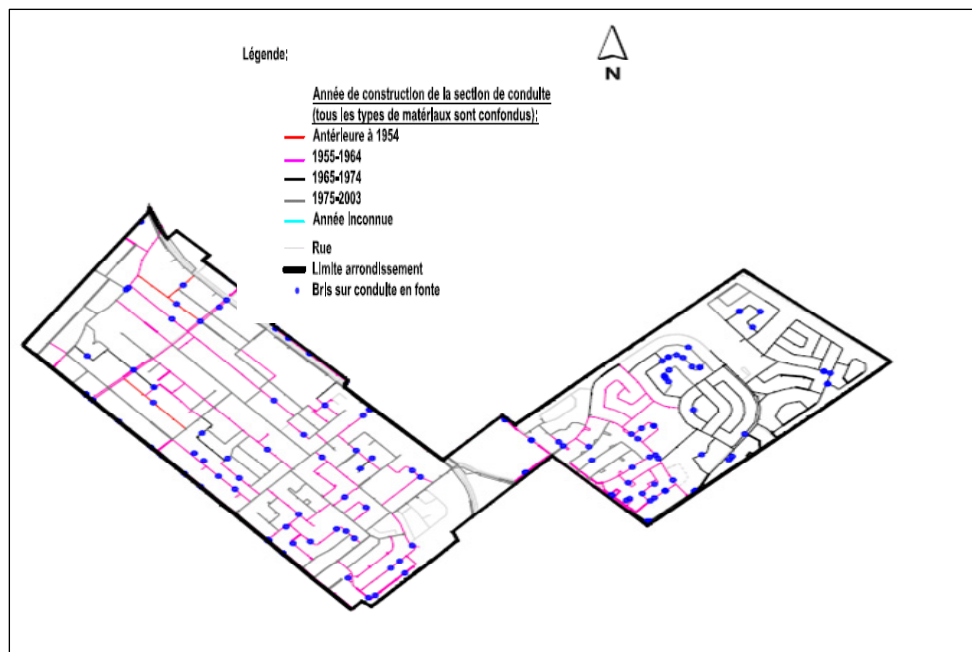 Légende:
N
Année de construction de la section de conduite
(tous les types de matériaux sont confondus):
Antérieure à 1954
1955-1964
1965-1974
1975-2003
Année Inconnue
Rue
Limite arrondissement
Bris sur conduite en fonte